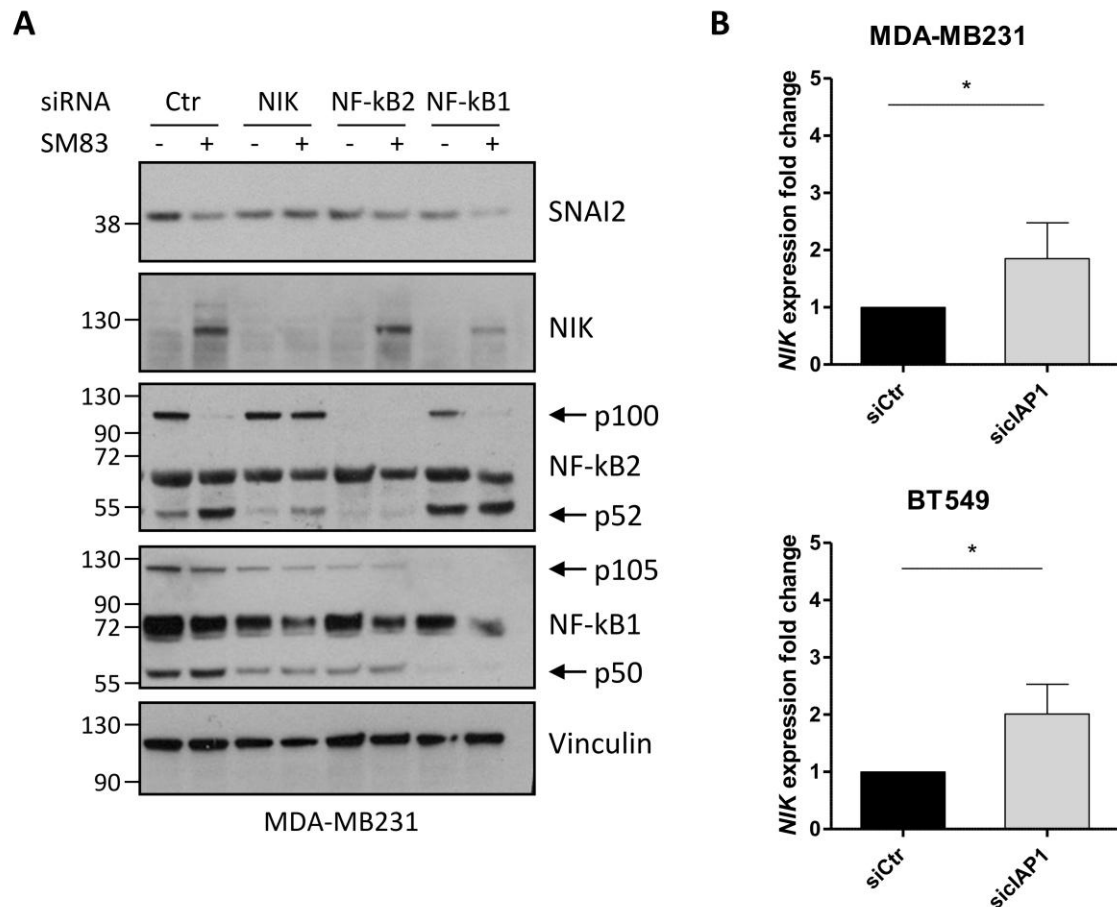 A
siRNA Ctr NIK NF-kB2 NF-kB1
SM83 - + - + - + - +
38
SNAI2
130
NIK
130
90
72
55
p100
NF-kB2
p52
130
90
72
55
p105
NF-kB1
p50
130
90
Vinculin
MDA-MB231
B
MDA-MB231
NIK expression fold change
5
4
3
2
1
0
*
siCtr
sicIAP1
BT549
NIK expression fold change
5
4
3
2
1
0
*
siCtr
sicIAP1